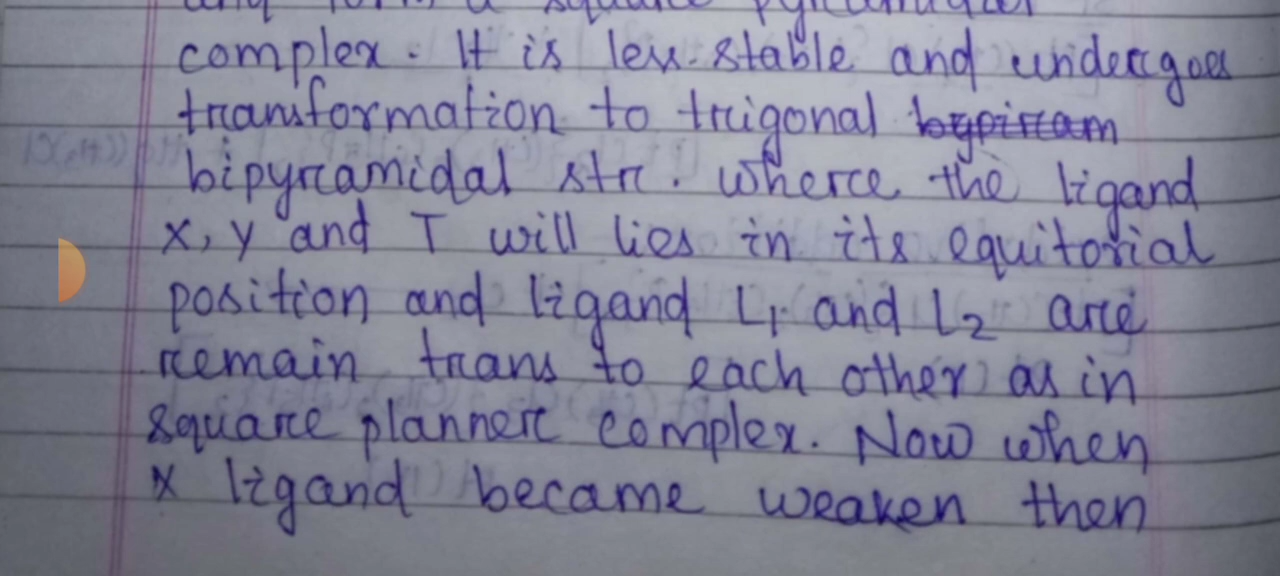 a square pyramidal
complex. It is less stable and undergoes
transformation to trigonal
bipyramidal str. where the ligand
x, y and T will lies in its equitorial
position and ligand L1 and L2 are
remain trans to each other as in
square planner complex. Now when
x ligand became weaken then